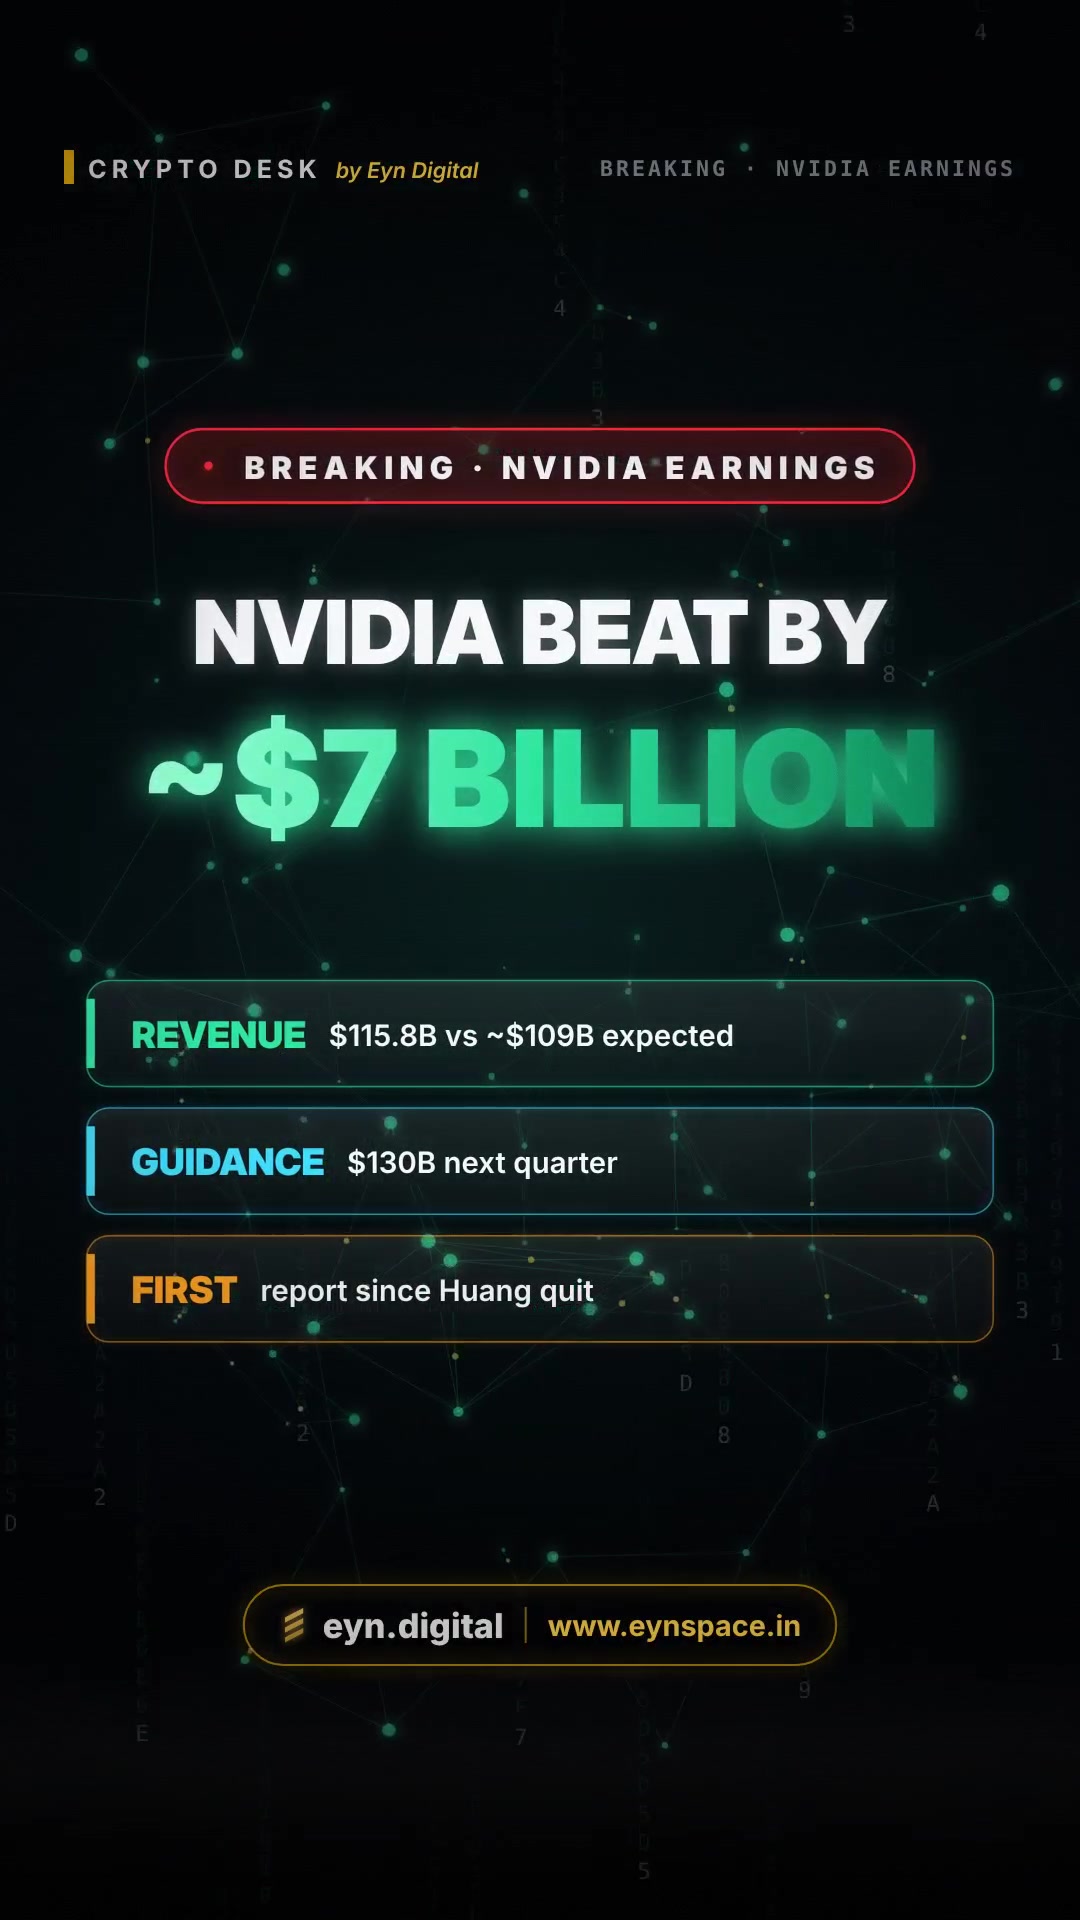 CRYPTO DESK by Eyn Digital
BREAKING · NVIDIA EARNINGS
• BREAKING · NVIDIA EARNINGS
NVIDIA BEAT BY
~$7 BILLION
REVENUE $115.8B vs ~$109B expected
GUIDANCE $130B next quarter
FIRST report since Huang quit
eyn.digital | www.eynspace.in